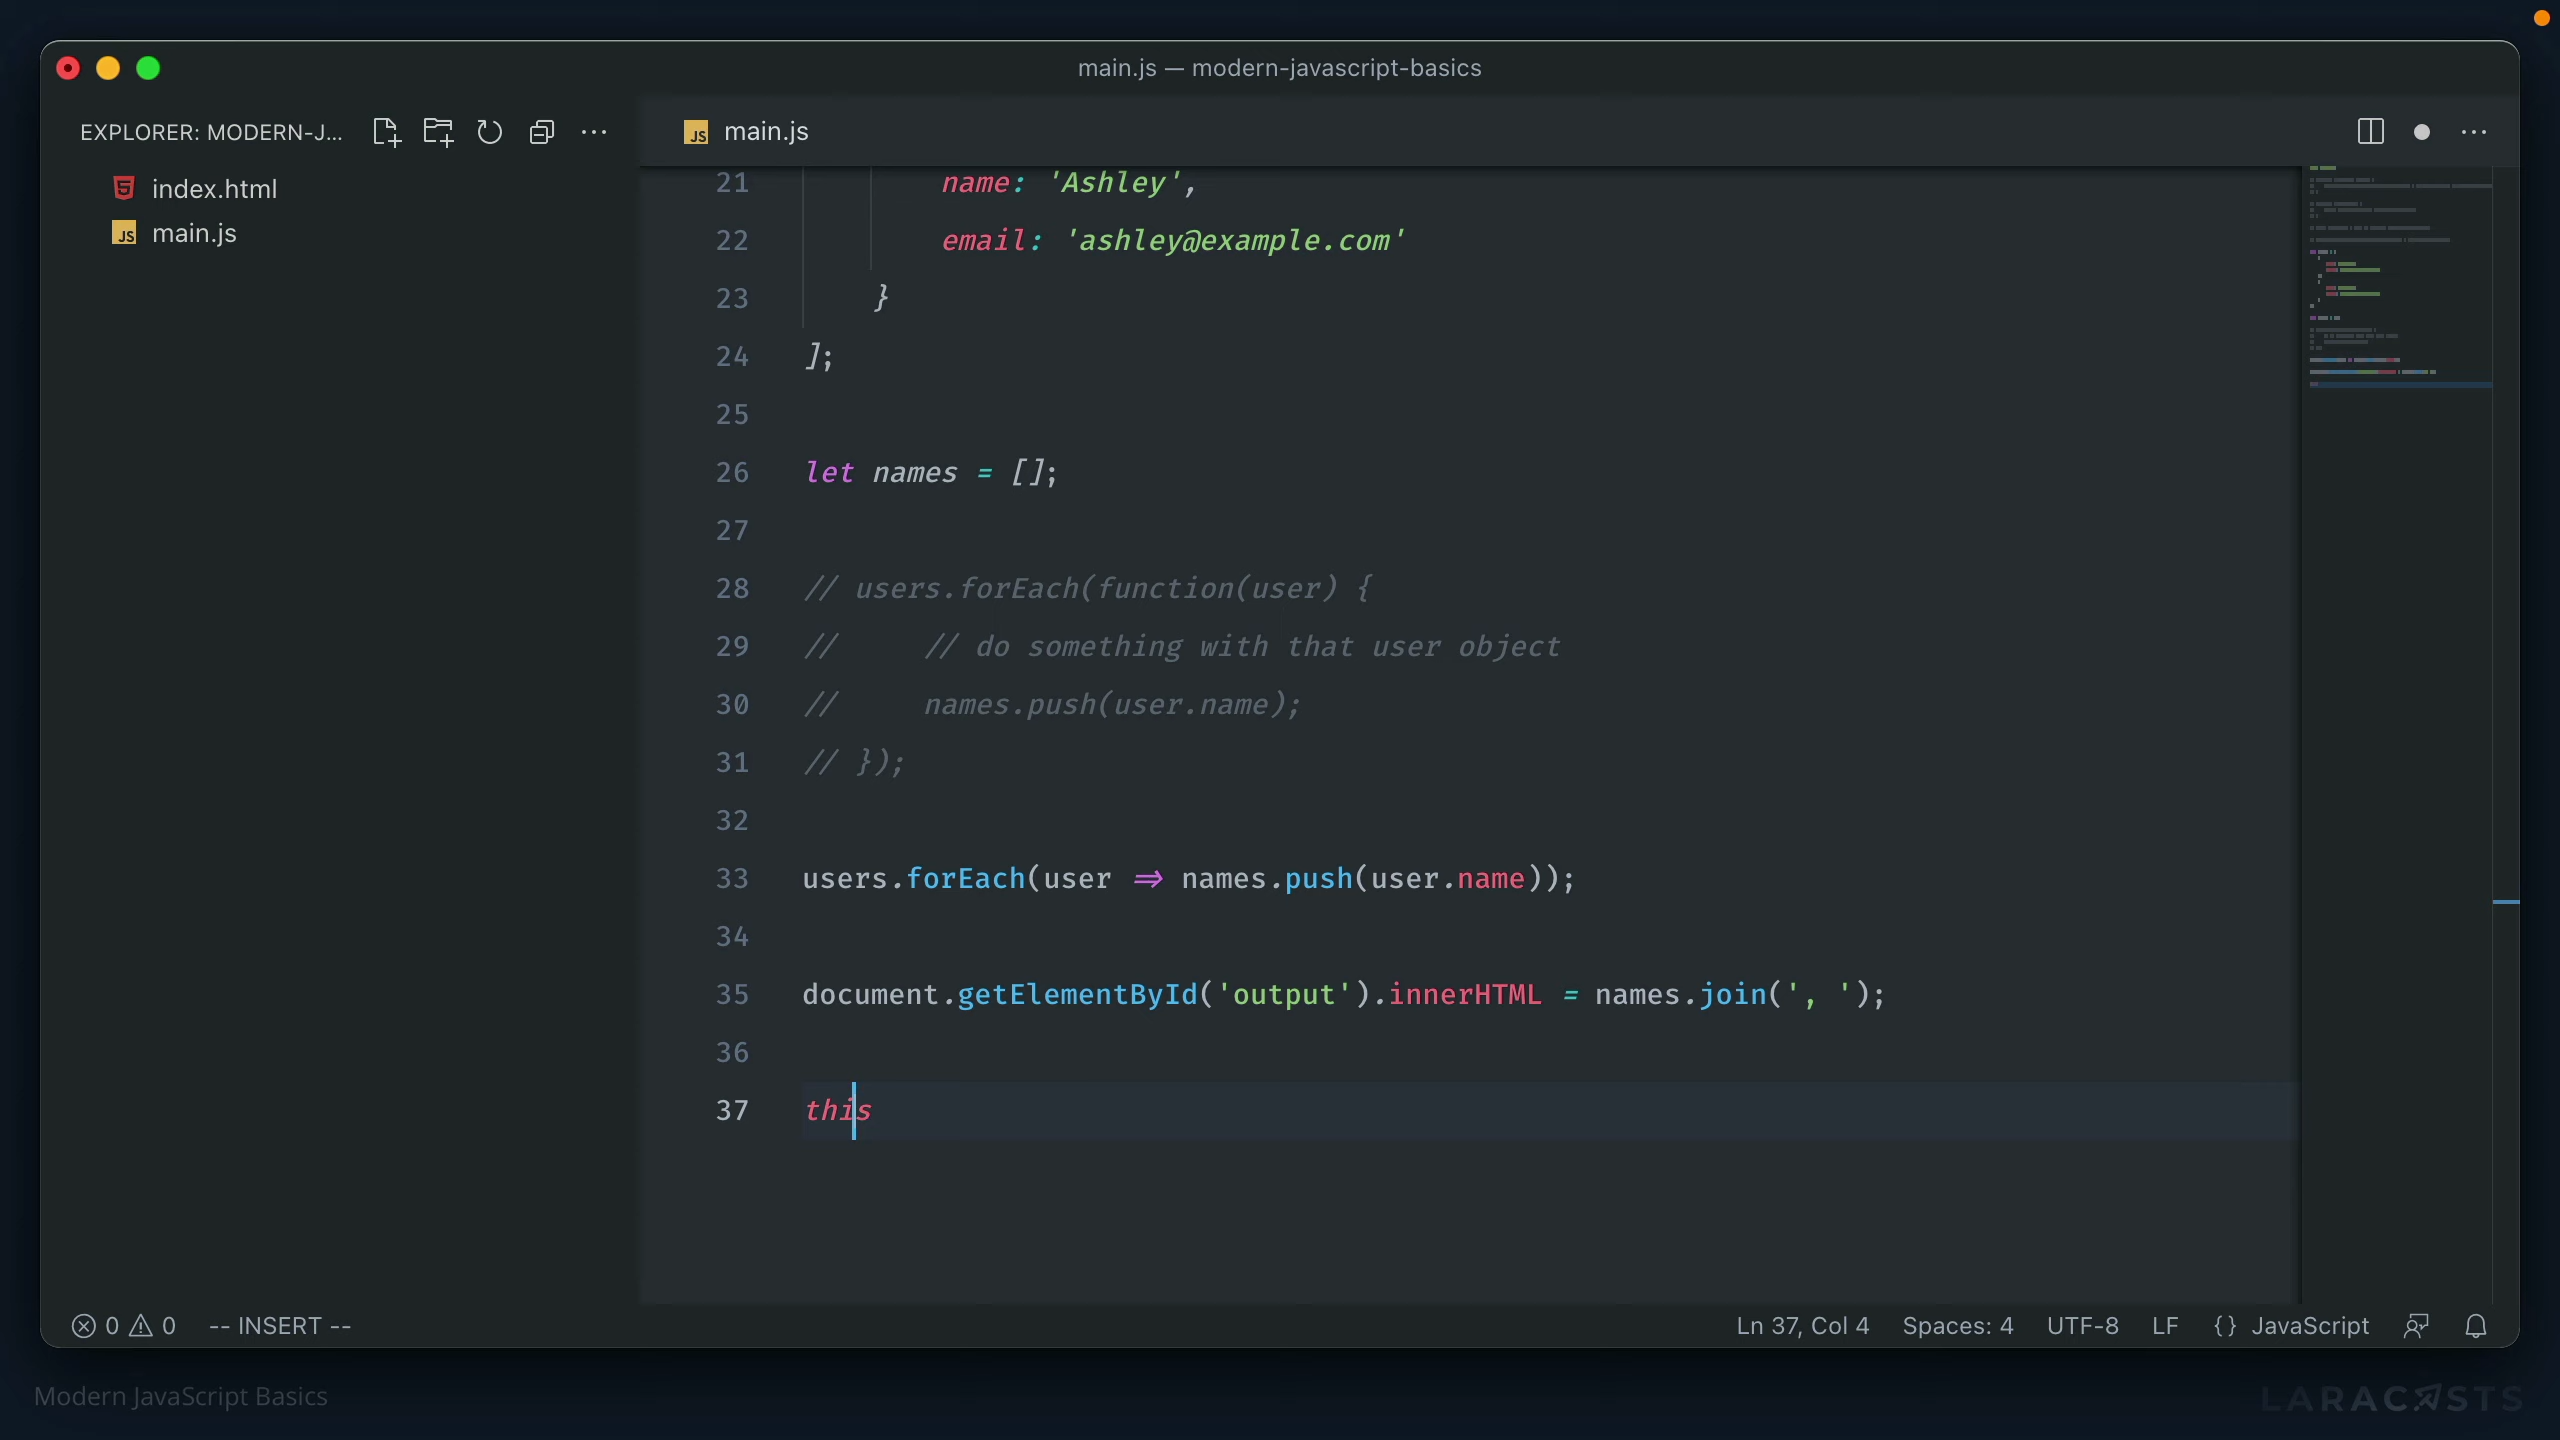 main.js — modern-javascript-basics
EXPLORER: MODERN-J...
main.js
index.html
main.js
21 name: 'Ashley',
22 email: 'ashley@example.com'
23 }
24 ];
25
26 let names = [];
27
28 // users.forEach(function(user) {
29 // // do something with that user object
30 // names.push(user.name);
31 // });
32
33 users.forEach(user => names.push(user.name));
34
35 document.getElementById('output').innerHTML = names.join(', ');
36
37 this
0 0 -- INSERT --
Ln 37, Col 4 Spaces: 4 UTF-8 LF {} JavaScript
Modern JavaScript Basics
LARACASTS